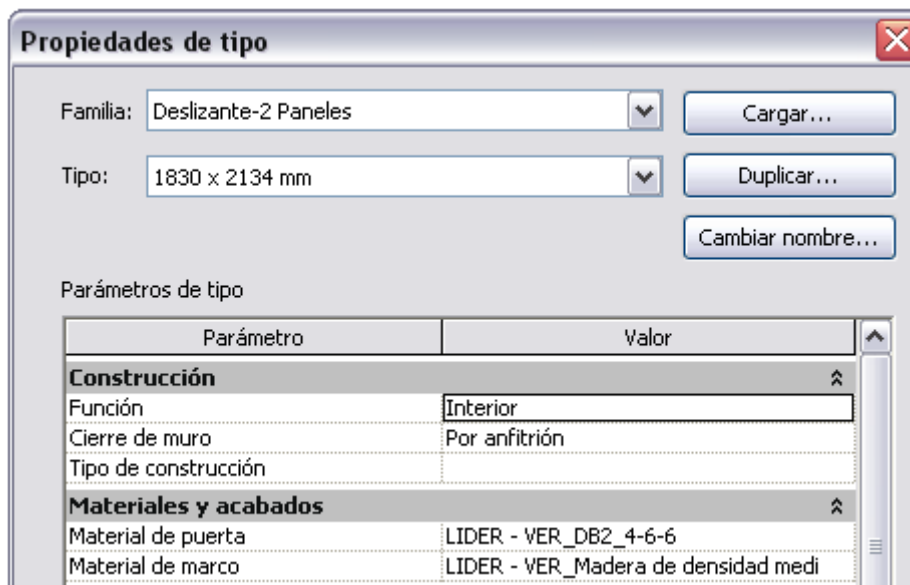 Propiedades de tipo
Familia: Deslizante-2 Paneles Cargar...
Tipo: 1830 x 2134 mm Duplicar...
Cambiar nombre...
Parámetros de tipo
Parámetro Valor
Construcción
Función Interior
Cierre de muro Por anfitrión
Tipo de construcción
Materiales y acabados
Material de puerta LIDER - VER_DB2_4-6-6
Material de marco LIDER - VER_Madera de densidad medi